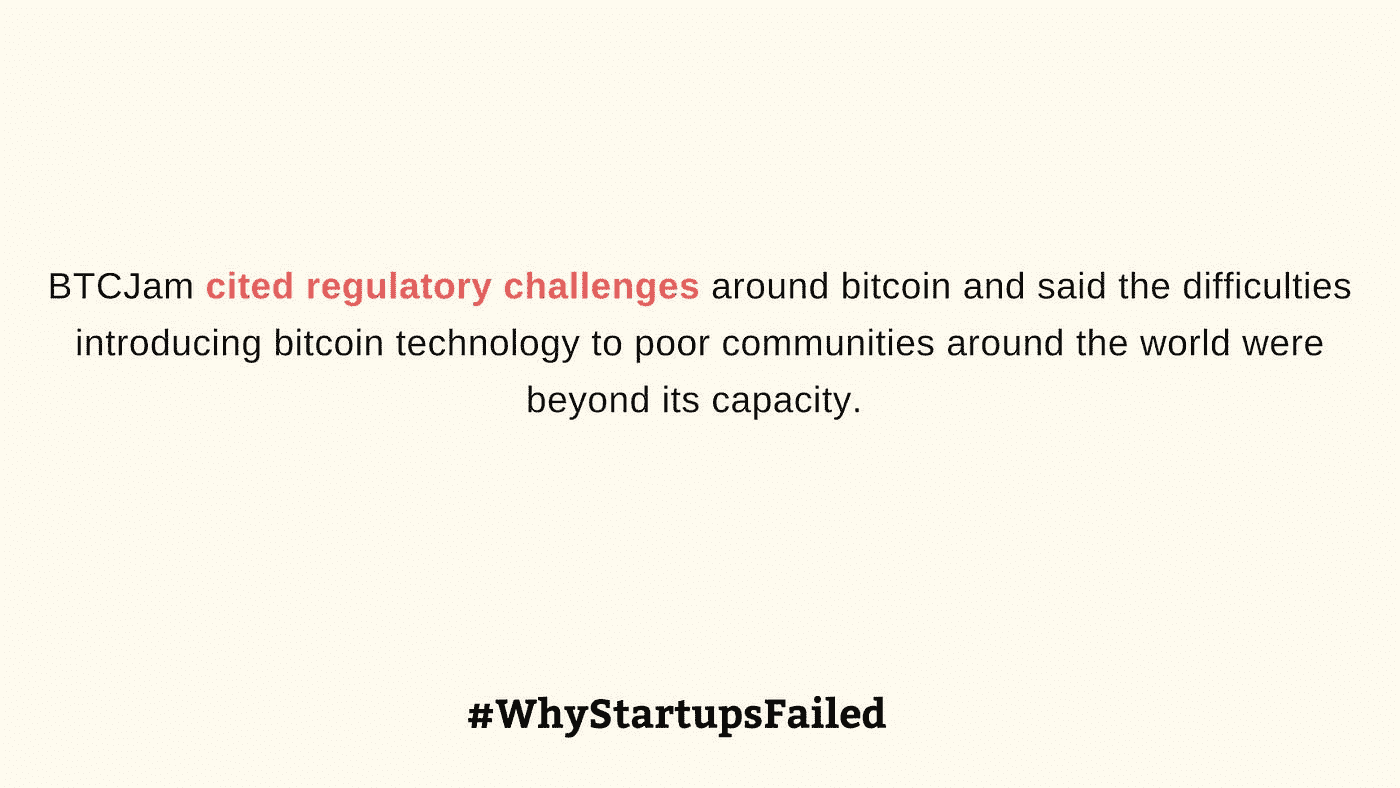 BTCJam cited regulatory challenges around bitcoin and said the difficulties
introducing bitcoin technology to poor communities around the world were
beyond its capacity.
#WhyStartupsFailed